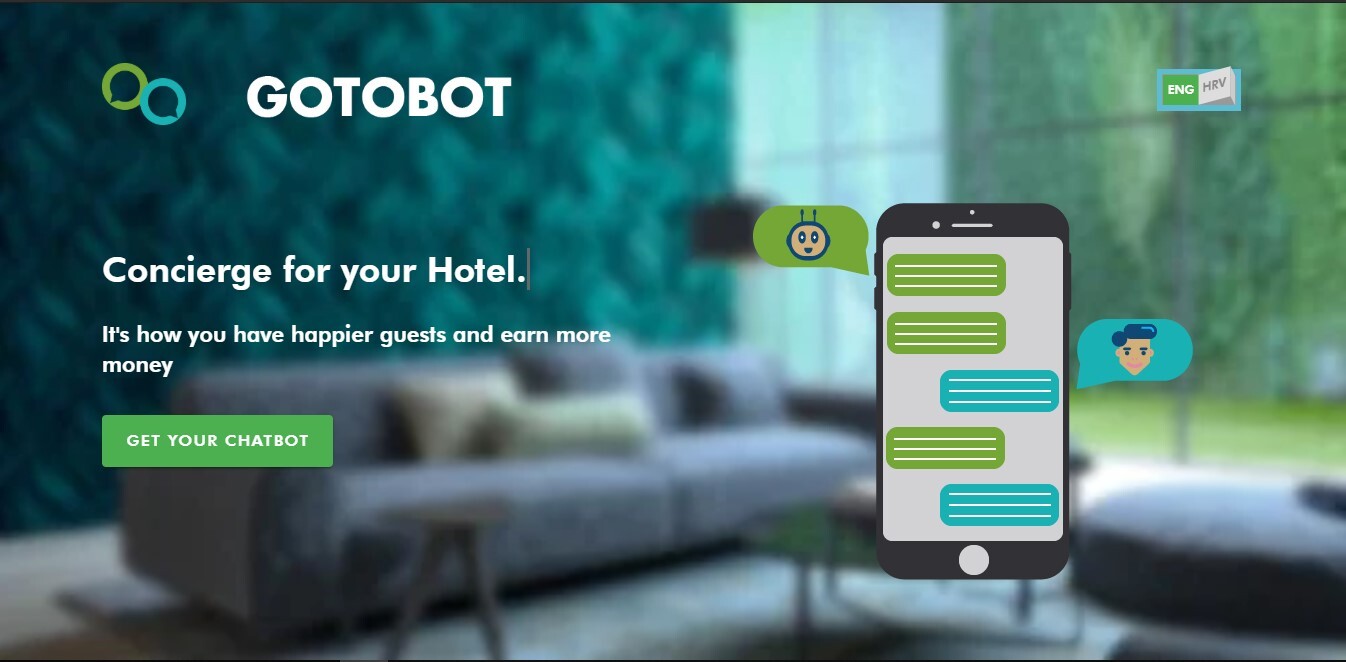 GOTOBOT
ENG HRV
Concierge for your Hotel.
It's how you have happier guests and earn more
money
GET YOUR CHATBOT